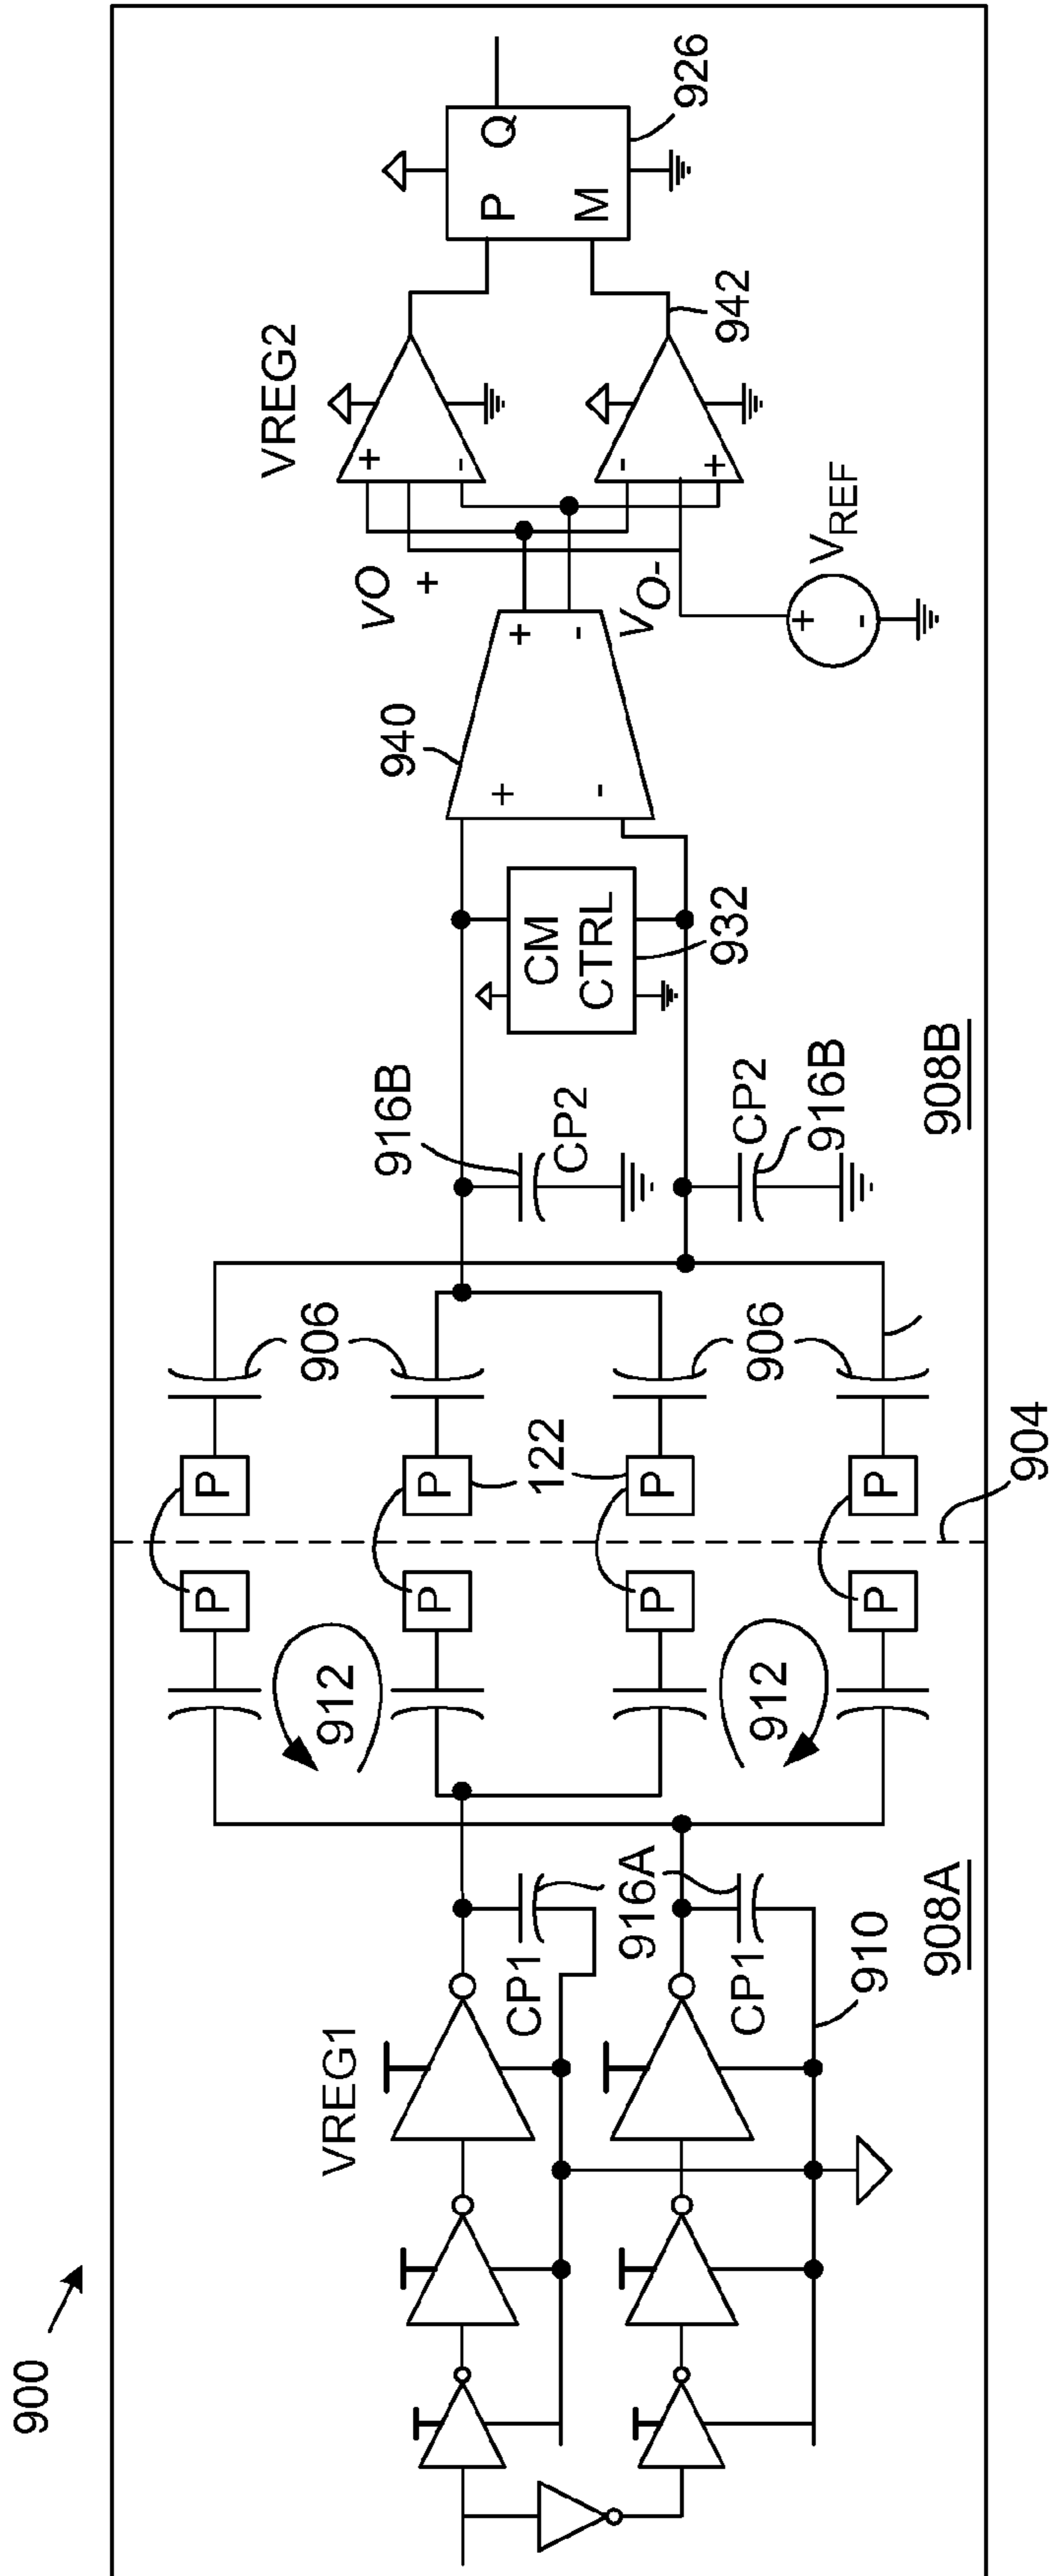 900
VREG1
CP1
916A
CP1
910
908A
912
912
P
P
P
P
P
P
P
P
122
904
906
906
916B
CP2
CP2
916B
908B
CM
CTRL
932
940
+
-
+
-
VO
+
VO-
VREF
+
-
VREG2
+
-
-
+
942
P
M
Q
926